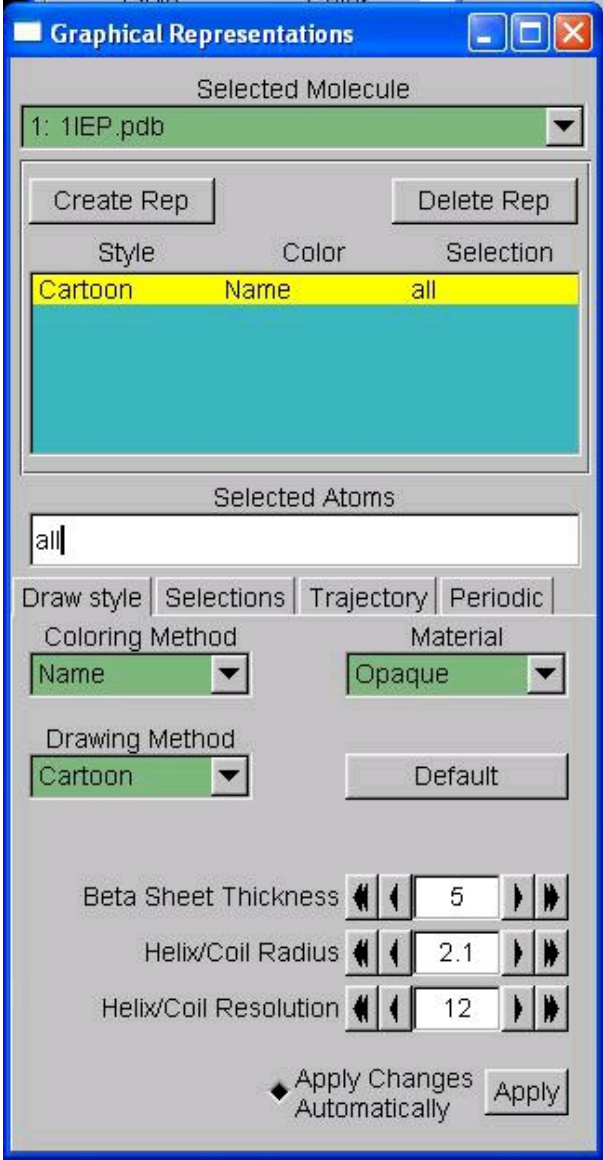 Graphical Representations
Selected Molecule
1: 1IEP.pdb
Create Rep Delete Rep
Style Color Selection
Cartoon Name all
Selected Atoms
all
Draw style Selections Trajectory Periodic
Coloring Method Material
Name Opaque
Drawing Method
Cartoon Default
Beta Sheet Thickness 5
Helix/Coil Radius 2.1
Helix/Coil Resolution 12
Apply Changes
Automatically Apply